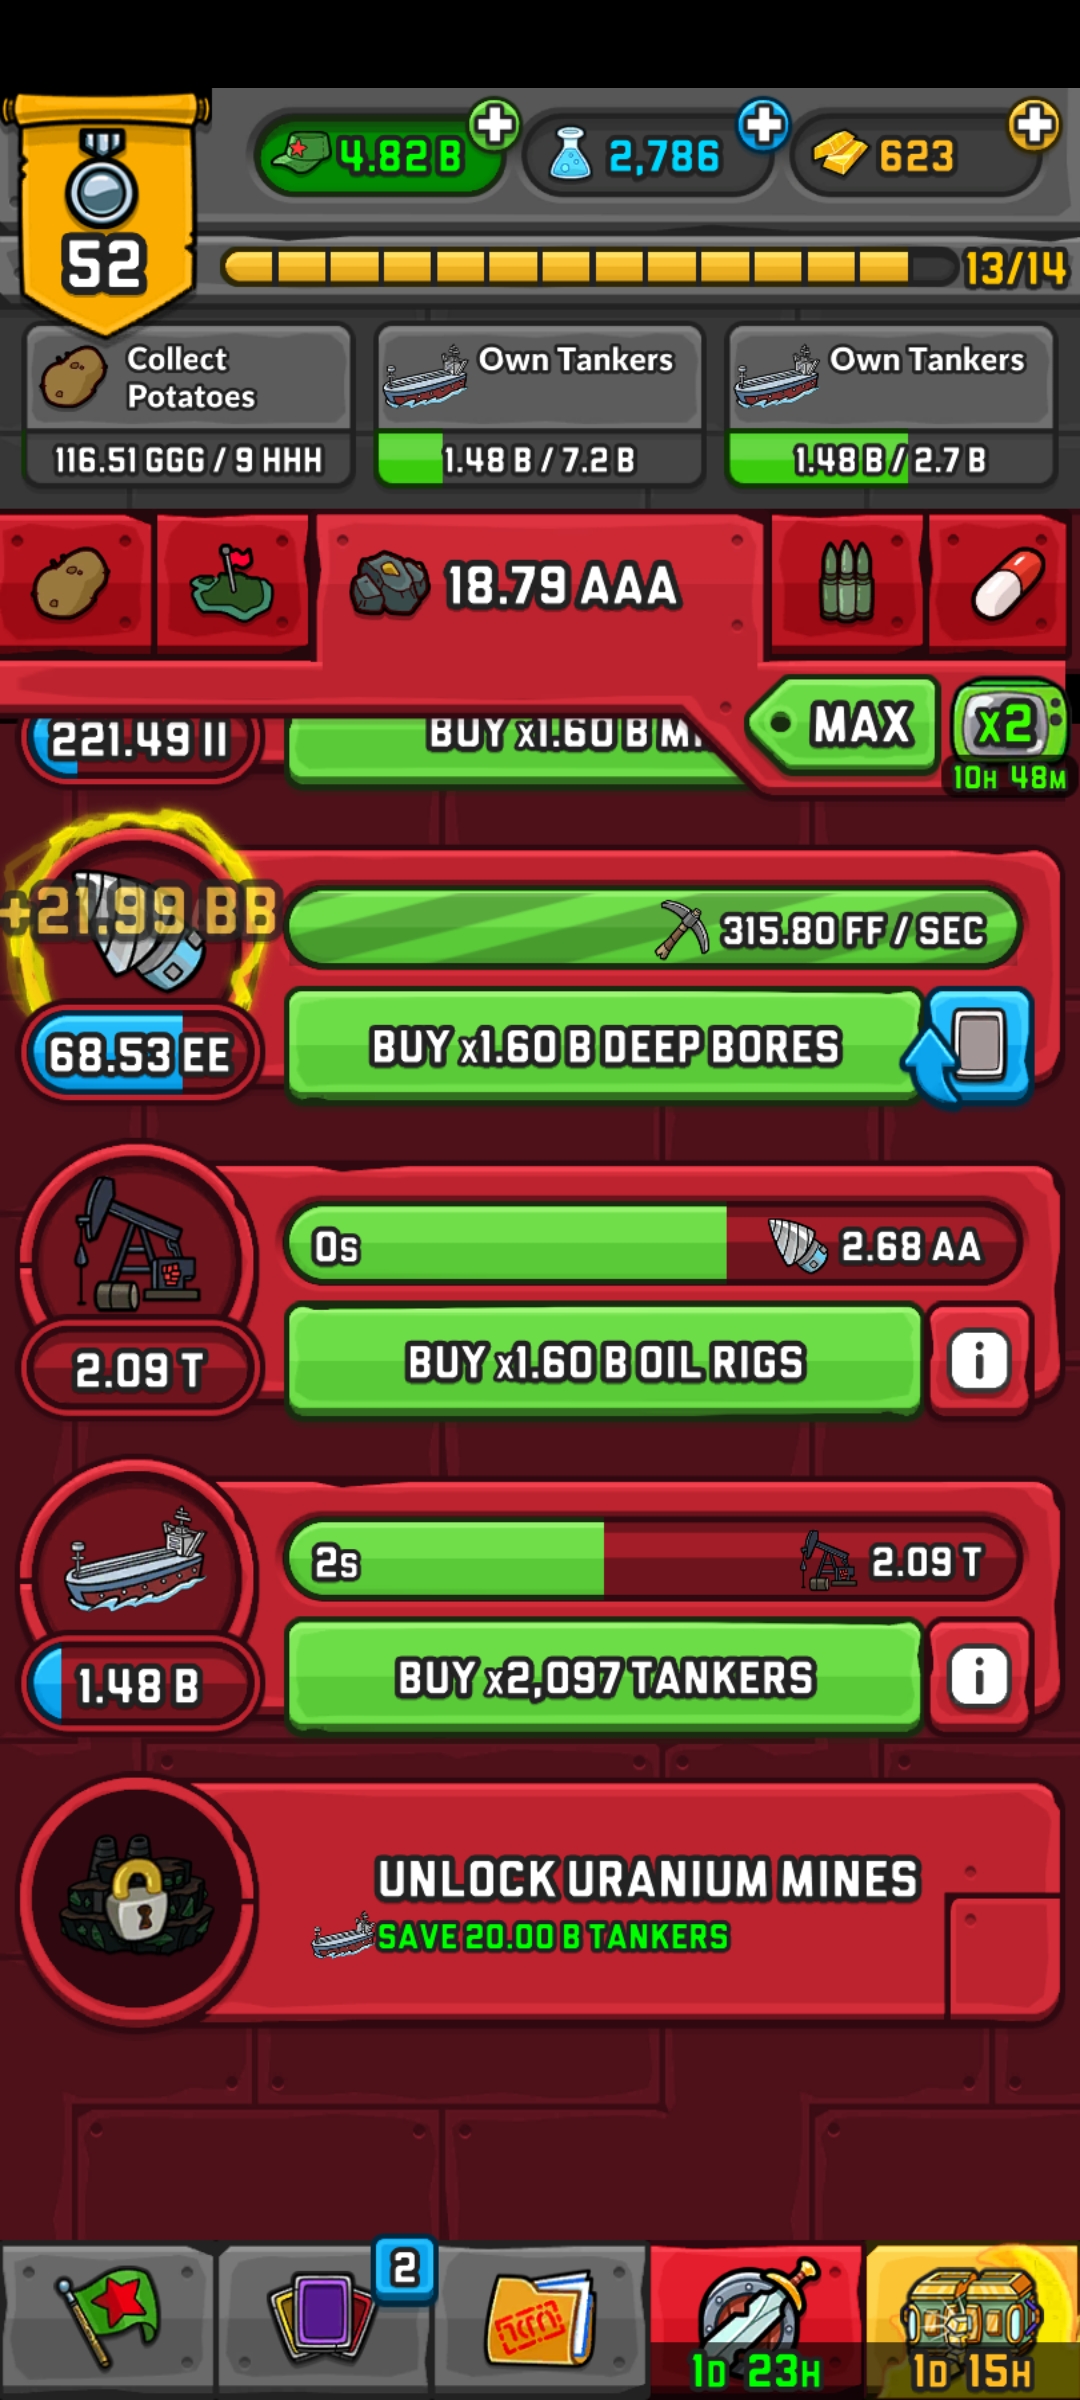 4.82 B
2,786
623
52
13/14
Collect
Potatoes
116.51 GGG / 9 HHH
Own Tankers
1.48 B / 7.2 B
Own Tankers
1.48 B / 2.7 B
18.79 AAA
MAX
x2
10H 48M
221.49 II
BUY x1.60 B
+21.99 BB
315.80 FF / SEC
68.53 EE
BUY x1.60 B DEEP BORES
0s
2.68 AA
2.09 T
BUY x1.60 B OIL RIGS
2s
2.09 T
1.48 B
BUY x2,097 TANKERS
UNLOCK URANIUM MINES
SAVE 20.00 B TANKERS
2
1D 23H
1D 15H